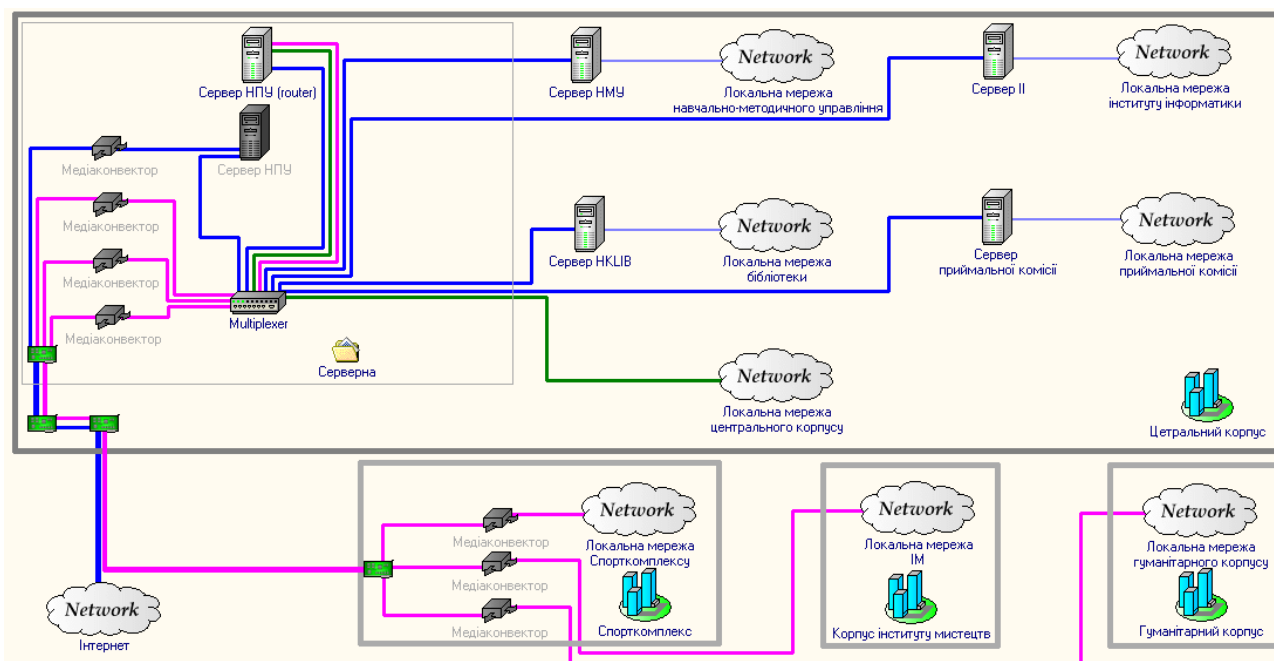 Network
Network
Сервер НПУ (router)
Сервер НМУ
Локальна мережа
навчально-методичного управління
Сервер ІІ
Локальна мережа
інституту інформатики
Медіаконвектор
Сервер НПУ
Медіаконвектор
Network
Network
Медіаконвектор
Сервер HKLIB
Локальна мережа
бібліотеки
Сервер
приймальної комісії
Локальна мережа
приймальної комісії
Медіаконвектор
Multiplexer
Серверна
Network
Локальна мережа
центрального корпусу
Цетральний корпус
Network
Медіаконвектор
Локальна мережа
Спорткомплексу
Медіаконвектор
Медіаконвектор
Спорткомплекс
Network
Локальна мережа
ІМ
Корпус інституту мистецтв
Network
Локальна мережа
гуманітарного корпусу
Гуманітарний корпус
Network
Інтернет